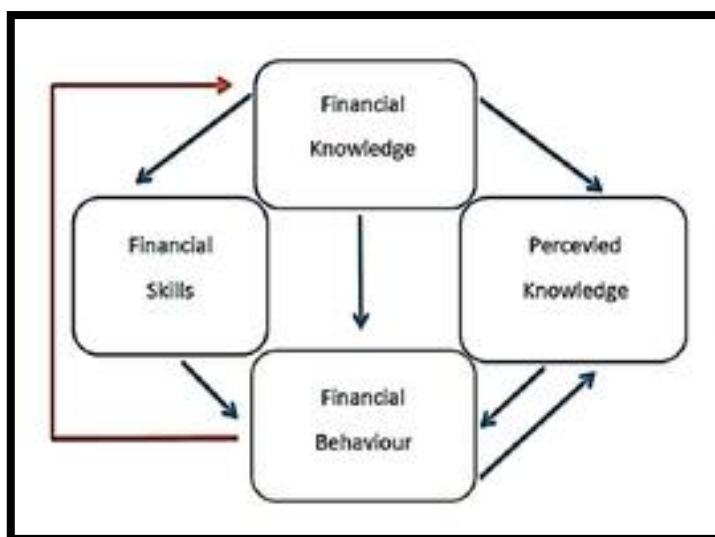 Financial
Knowledge
Financial
Skills
Percevied
Knowledge
Financial
Behaviour